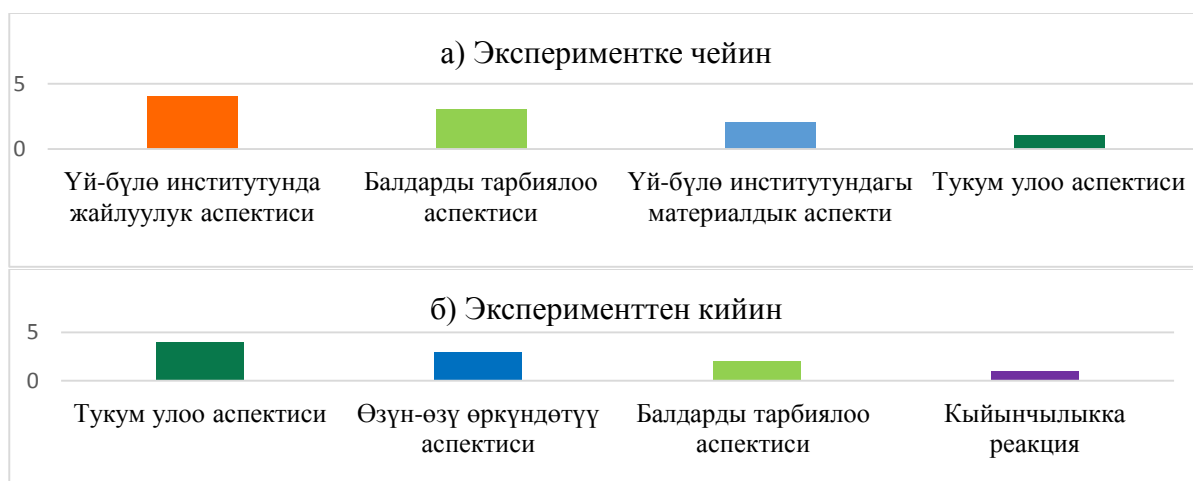 а) Экспериментке чейин
5
0
Үй-бүлө институтунда
жайлуулук аспектиси
Балдарды тарбиялоо
аспектиси
Үй-бүлө институтундагы
материалдык аспекти
Тукум улоо аспектиси
б) Эксперименттен кийин
5
0
Тукум улоо аспектиси
Өзүн-өзү өркүндөтүү
аспектиси
Балдарды тарбиялоо
аспектиси
Кыйынчылыкка
реакция